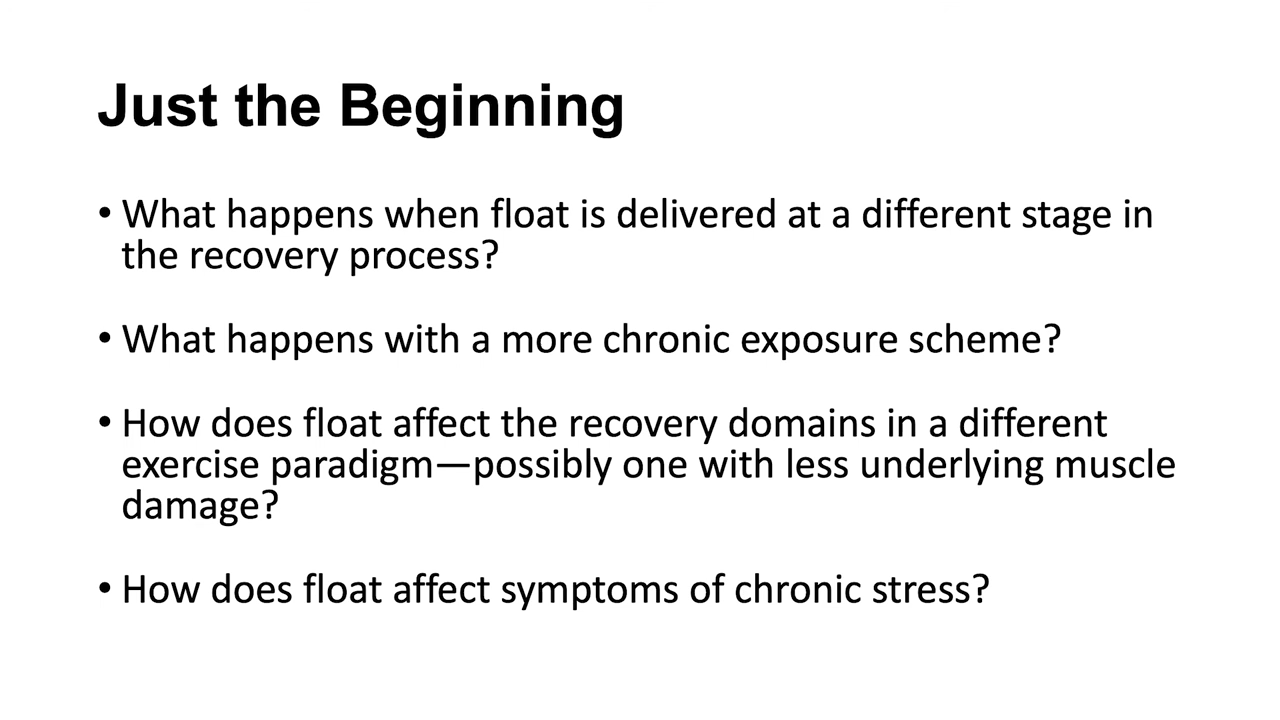 Just the Beginning
• What happens when float is delivered at a different stage in
the recovery process?
• What happens with a more chronic exposure scheme?
• How does float affect the recovery domains in a different
exercise paradigm—possibly one with less underlying muscle
damage?
• How does float affect symptoms of chronic stress?